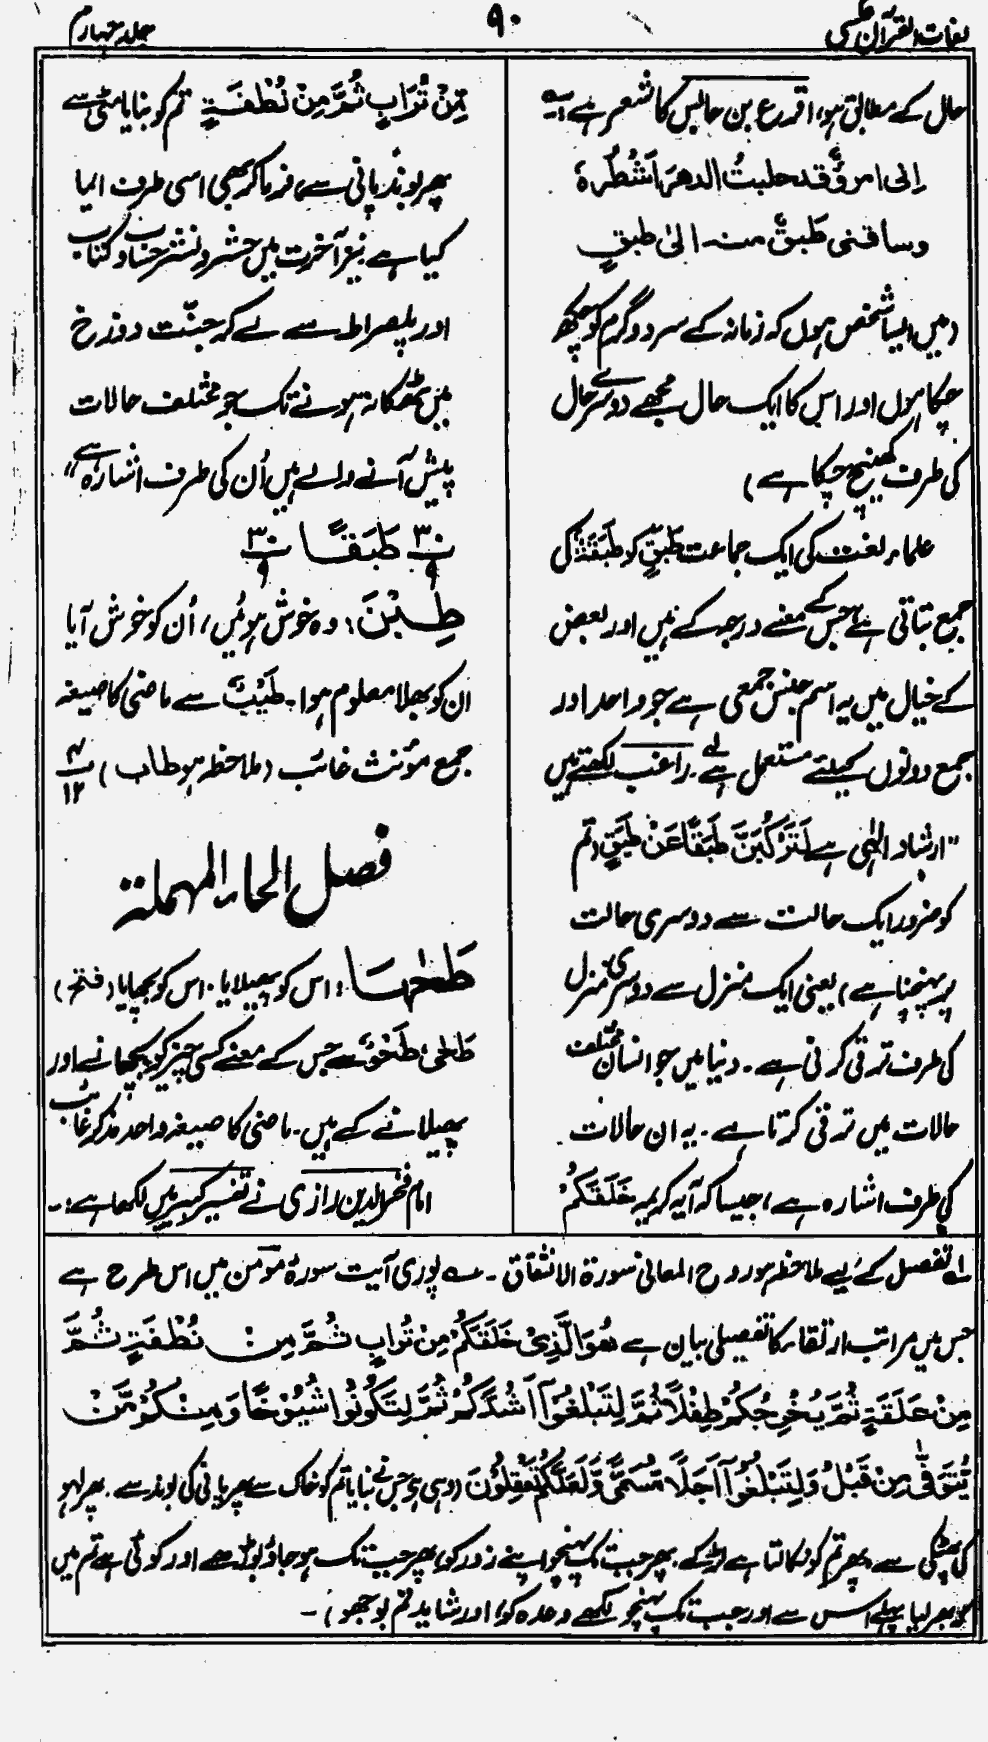 لغات القرآن عکسی
۹۰
جلد چہارم
حال کے مطابق ہو، اقرع بن حابس کا شعر ہے :۔
اِنی امرؤٌ قد حلبتُ الدھرَ اَشْطُرَہٗ
وساقنی طَبَقٌ منہ الیٰ طبقٍ
(میں ایسا شخص ہوں کہ زمانہ کے سرد و گرم کو چکھ
چکا ہوں اور اس کا ایک حال مجھے دوسرے حال
کی طرف کھینچ چکا ہے)
علماءِ لغت کی ایک جماعت طَبَقٍ کو طَبَقَۃٌ کی
جمع بتاتی ہے جس کے معنے درجہ کے ہیں اور بعض
کے خیال میں یہ اسم جنس جمعی ہے جو واحد اور
جمع دونوں کیلئے مستعمل ہے لے۔ راغب لکھتے ہیں
"ارشاد الٰہی ہے لَتَرْکَبُنَّ طَبَقًا عَنْ طَبَقٍ (تم
کو ضرور ایک حالت سے دوسری حالت
پر پہنچنا ہے) یعنی ایک منزل سے دوسری منزل
کی طرف ترقی کرنی ہے۔ دنیا میں جو انسان مختلف
حالات میں ترقی کرتا ہے۔ یہ ان حالات
کی طرف اشارہ ہے، جیسا کہ آیہ کریمہ خَلَقَکُمْ
مِّنْ تُرَابٍ ثُمَّ مِنْ نُّطْفَۃٍ تم کو بنایا مٹی سے
پھر بوند پانی سے، فرما کر بھی اسی طرف ایما
کیا ہے نیز آخرت میں حشر و نشر حساب و کتاب
اور پلصراط سے لے کر جنّت دوزخ
میں ٹھکانہ ہونے تک جو مختلف حالات
پیش آنے والے ہیں اُن کی طرف اشارہ ہے"
طَبَقًا ۳۰ ۹ ۳۰ ۹
طِبْنَ : وہ خوش ہوئیں، اُن کو خوش آیا
ان کو بھلا معلوم ہوا۔ طَیِّبٌ سے ماضی کا صیغہ
جمع مؤنث غائب (ملاحظہ ہو طاب) ۴ ۱۲
فصل الحاء المہملۃ
طَحٰھَا : اس کو پھیلایا۔ اس کو بچھایا (فتح)
طَحٰی، طَحْوٌ سے جس کے معنے کسی چیز کو بچھانے اور
پھیلانے کے ہیں۔ ماضی کا صیغہ واحد مذکر غائب
امام فخر الدین رازی نے تفسیر کبیر میں لکھا ہے :۔
لے تفصیل کے لیے ملاحظہ ہو روح المعانی سورۃ الانشقاق۔ پوری آیت سورۂ مؤمن میں اس طرح ہے
جس میں مراتب ارتقاء کا تفصیلی بیان ہے ھُوَ الَّذِیْ خَلَقَکُمْ مِنْ تُرَابٍ ثُمَّ مِنْ نُطْفَۃٍ ثُمَّ
مِنْ عَلَقَۃٍ ثُمَّ یُخْرِجُکُمْ طِفْلًا ثُمَّ لِتَبْلُغُوْآ اَشُدَّکُمْ ثُمَّ لِتَکُوْنُوا شُیُوْخًا وَمِنْکُمْ مَّنْ
یُّتَوَفّٰی مِنْ قَبْلُ وَلِتَبْلُغُوْآ اَجَلًا مُّسَمًّی وَّلَعَلَّکُمْ تَعْقِلُوْنَ (وہی ہے جس نے بنایا تم کو خاک سے پھر پانی کی بوند سے۔ پھر لہو
کی پھٹکی سے۔ پھر تم کو نکالتا ہے لڑکے۔ پھر جب تک پہنچو اپنے زور کو، پھر جب تک ہو جاؤ بوڑھے اور کوئی ہے تم میں
کہ بھر لیا پہلے اس سے اور جب تک پہنچو لکھے وعدہ کو، اور شاید تم بوجھو)۔